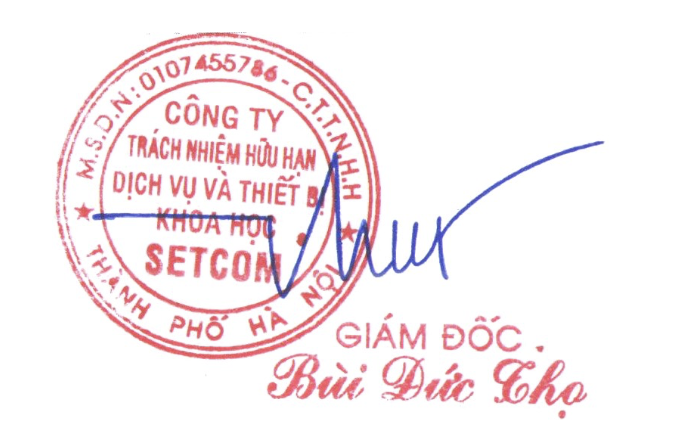 M.S.D.N: 0107455786 - C.T.T.N.H.H
CÔNG TY
TRÁCH NHIỆM HỮU HẠN
DỊCH VỤ VÀ THIẾT BỊ
KHOA HỌC
SETCOM
THÀNH PHỐ HÀ NỘI
GIÁM ĐỐC
Bùi Đức Thọ